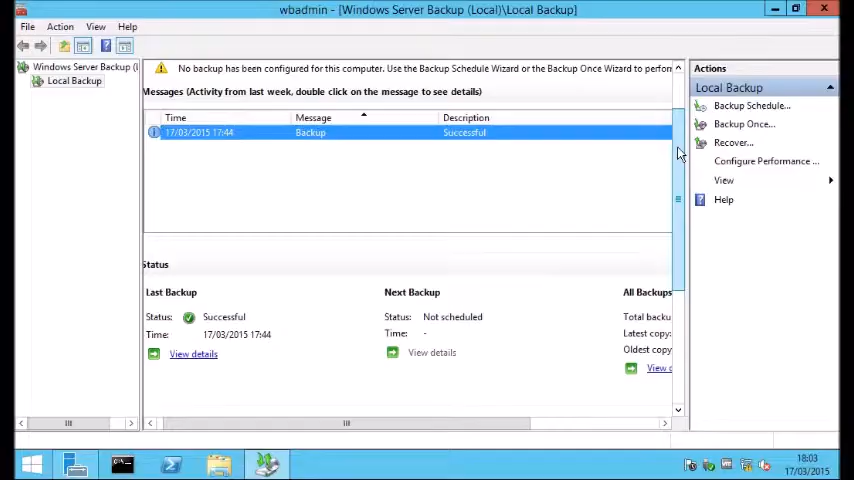 wbadmin - [Windows Server Backup (Local)\Local Backup]
File Action View Help
Windows Server Backup (
Local Backup
No backup has been configured for this computer. Use the Backup Schedule Wizard or the Backup Once Wizard to perform
Messages (Activity from last week, double click on the message to see details)
Time Message Description
17/03/2015 17:44 Backup Successful
Status
Last Backup Next Backup All Backups
Status: Successful Status: Not scheduled Total backu
Time: 17/03/2015 17:44 Time: - Latest copy:
Oldest copy
View details View details View d
Actions
Local Backup
Backup Schedule...
Backup Once...
Recover...
Configure Performance ...
View
Help
18:03
17/03/2015